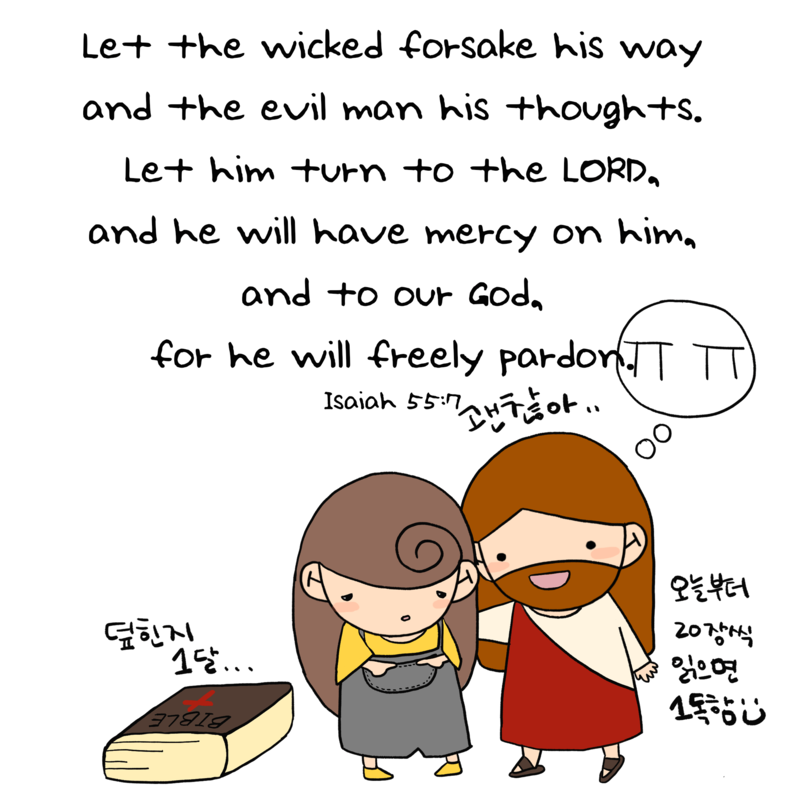 Let the wicked forsake his way
and the evil man his thoughts.
Let him turn to the LORD,
and he will have mercy on him,
and to our God,
for he will freely pardon.
ㅠ ㅠ
Isaiah 55:7
괜찮아..
오늘부터
20장씩
읽으면
1독함
덮힌지
1달...
BIBLE